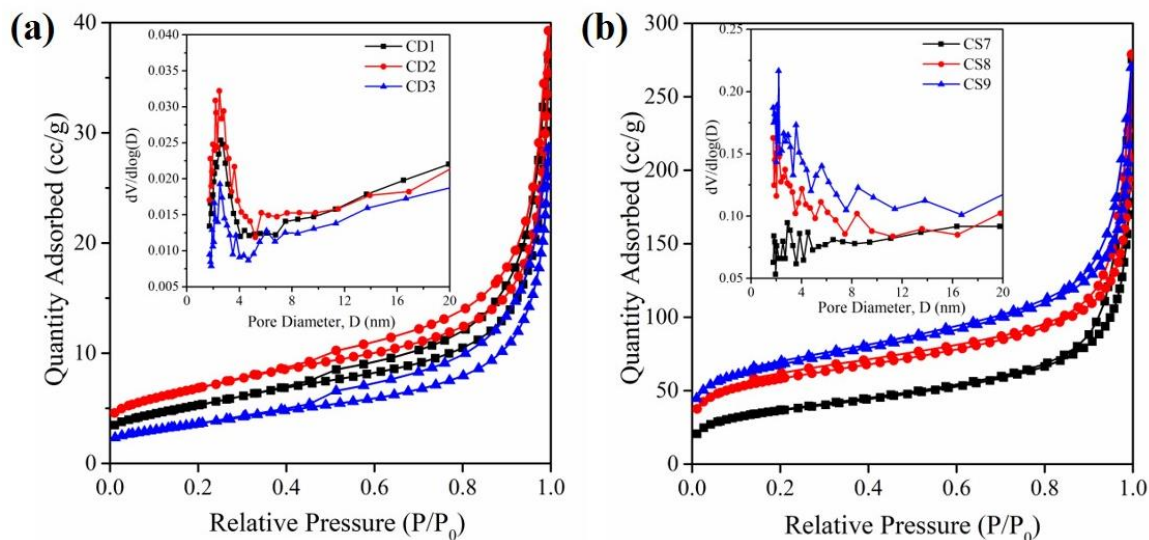 (a)
40
30
20
10
0
Quantity Adsorbed (cc/g)
0.0 0.2 0.4 0.6 0.8 1.0
Relative Pressure (P/P0)
0.040
0.035
0.030
0.025
0.020
0.015
0.010
0.005
dV/dlog(D)
0 4 8 12 16 20
Pore Diameter, D (nm)
CD1
CD2
CD3
(b)
300
250
200
150
100
50
0
Quantity Adsorbed (cc/g)
0.0 0.2 0.4 0.6 0.8 1.0
Relative Pressure (P/P0)
0.25
0.20
0.15
0.10
0.05
dV/dlog(D)
0 4 8 12 16 20
Pore Diameter, D (nm)
CS7
CS8
CS9